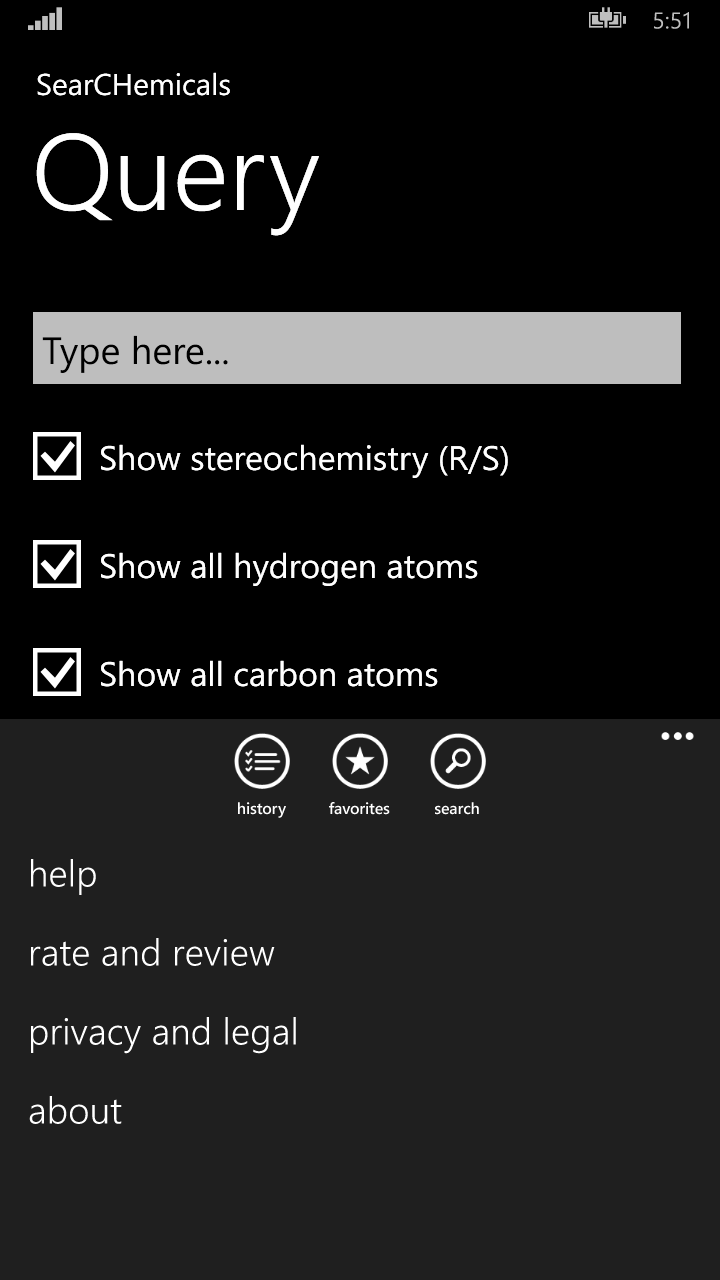 5:51
SearCHemicals
Query
Type here...
Show stereochemistry (R/S)
Show all hydrogen atoms
Show all carbon atoms
history favorites search
help
rate and review
privacy and legal
about